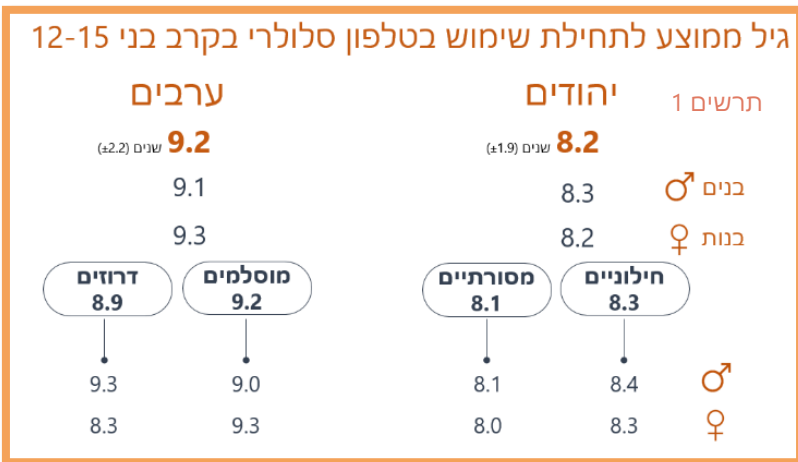 גיל ממוצע לתחילת שימוש בטלפון סלולרי בקרב בני 12-15
תרשים 1
יהודים ערבים
8.2 שנים (±1.9) 9.2 שנים (±2.2)
בנים 8.3 9.1
בנות 8.2 9.3
חילוניים מסורתיים מוסלמים דרוזים
8.3 8.1 9.2 8.9
8.4 8.1 9.0 9.3
8.3 8.0 9.3 8.3